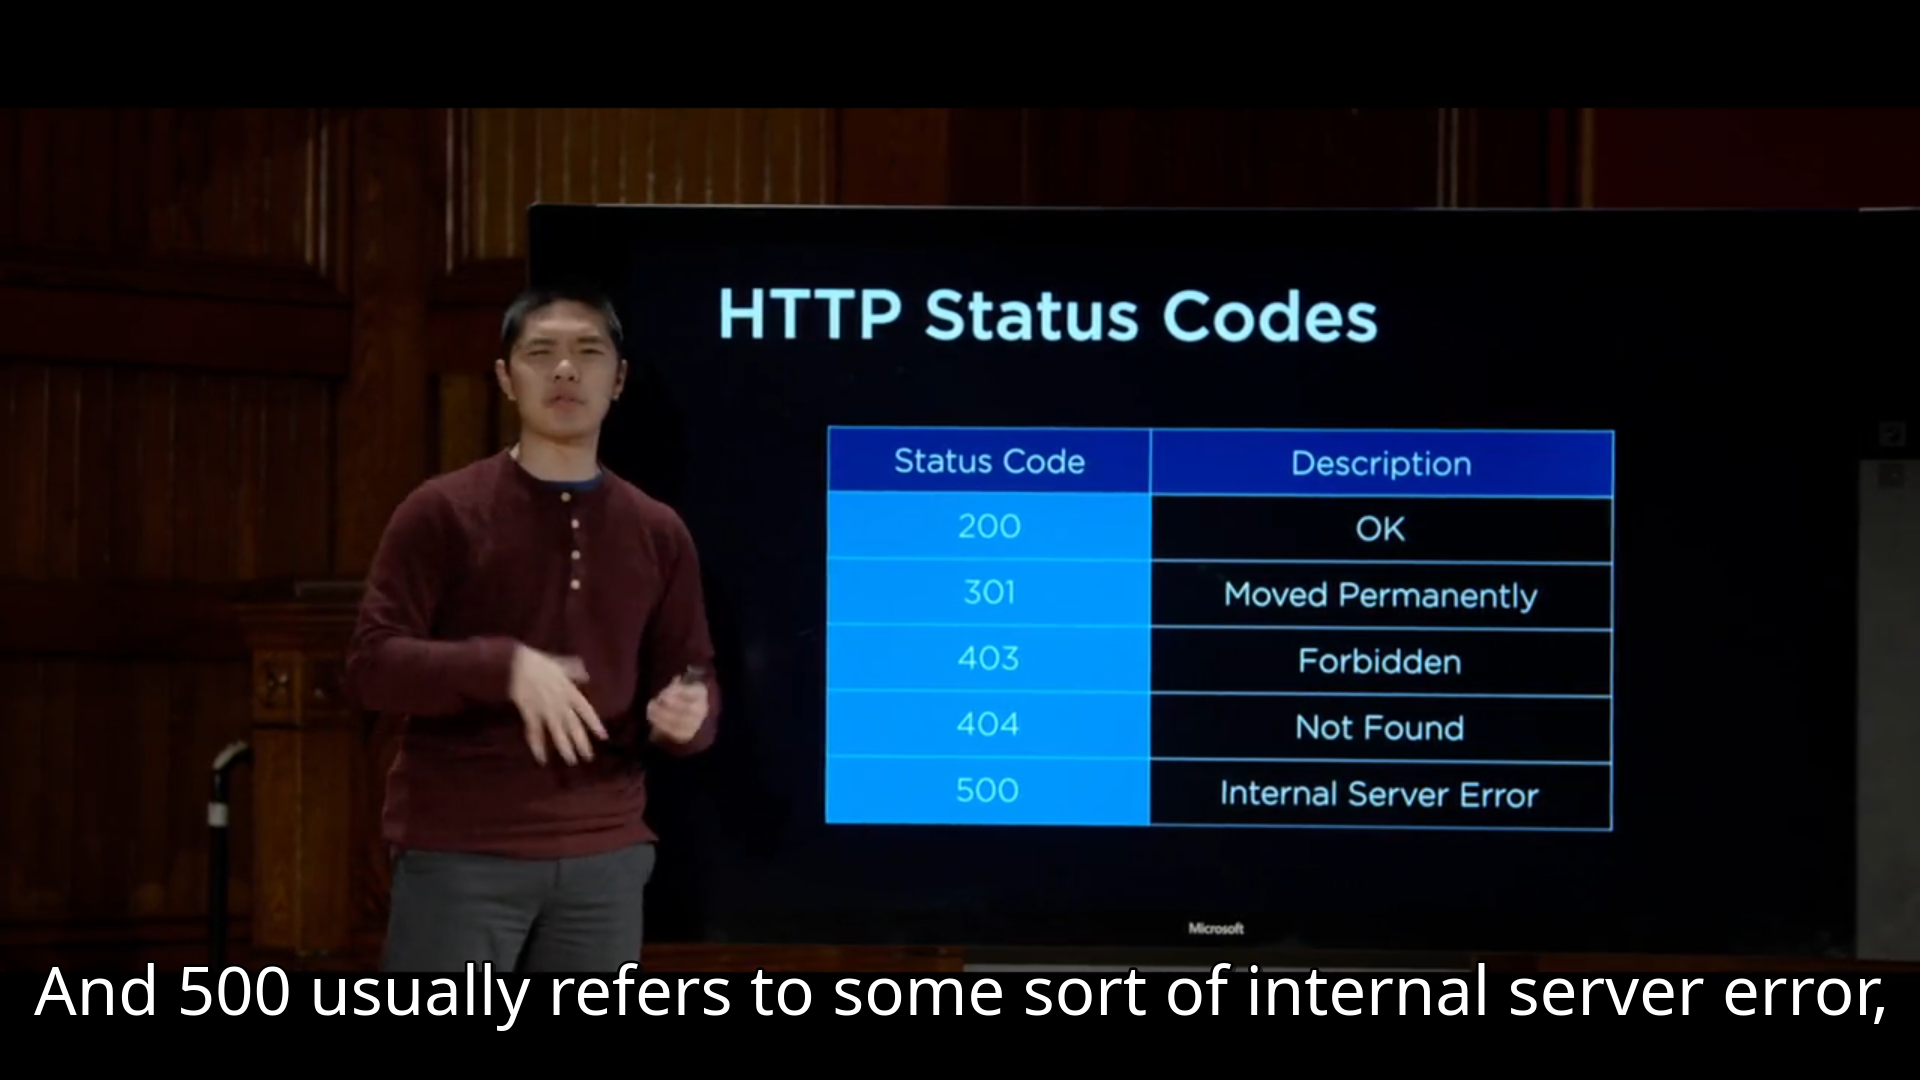 HTTP Status Codes
Status Code Description
200 OK
301 Moved Permanently
403 Forbidden
404 Not Found
500 Internal Server Error
Microsoft
And 500 usually refers to some sort of internal server error,